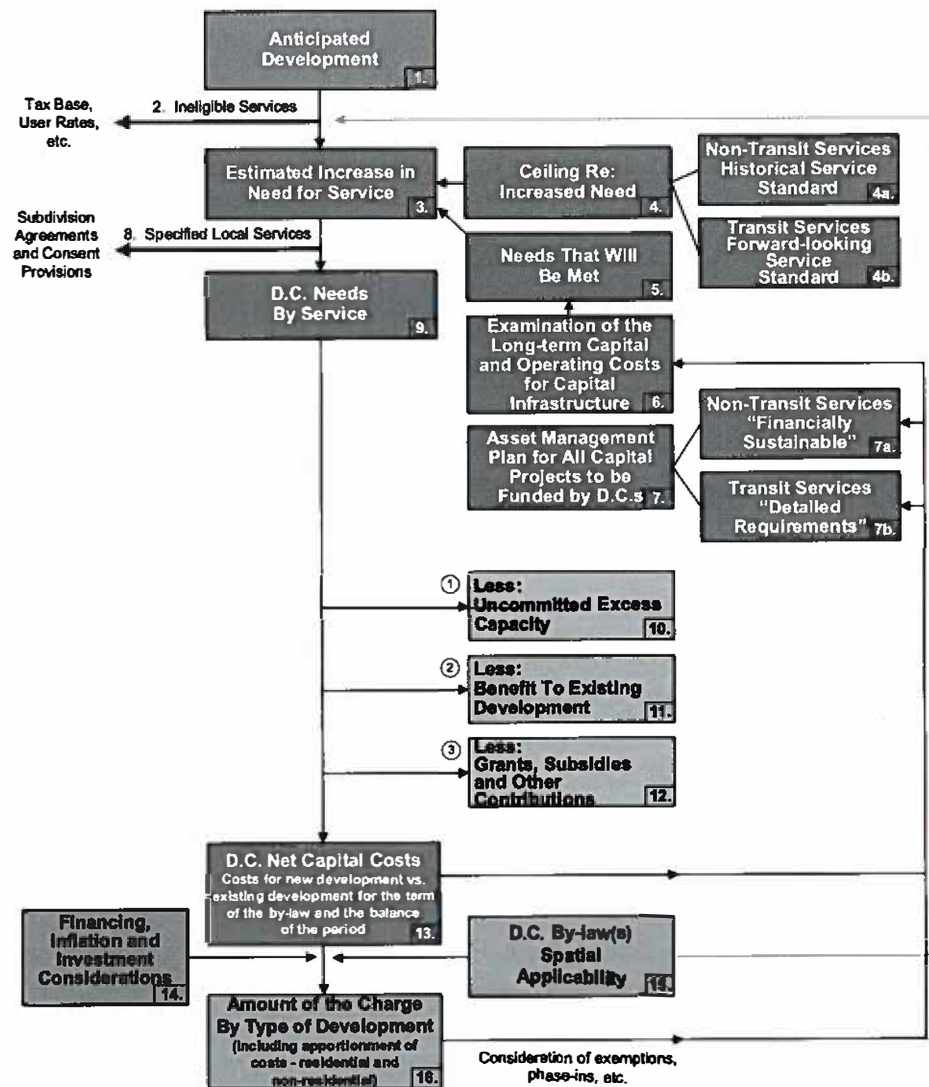 Anticipated
Development
1.
Tax Base,
User Rates,
etc.
2. Ineligible Services
Estimated Increase in
Need for Service
3.
Ceiling Re:
Increased Need
4.
Non-Transit Services
Historical Service
Standard
4a.
Transit Services
Forward-looking
Service
Standard
4b.
Subdivision
Agreements
and Consent
Provisions
8. Specified Local Services
Needs That Will
Be Met
5.
D.C. Needs
By Service
9.
Examination of the
Long-term Capital
and Operating Costs
for Capital
Infrastructure
6.
Asset Management
Plan for All Capital
Projects to be
Funded by D.C.s
7.
Non-Transit Services
"Financially
Sustainable"
7a.
Transit Services
"Detailed
Requirements"
7b.
1
Less:
Uncommitted Excess
Capacity
10.
2
Less:
Benefit To Existing
Development
11.
3
Less:
Grants, Subsidies
and Other
Contributions
12.
D.C. Net Capital Costs
Costs for new development vs.
existing development for the term
of the by-law and the balance
of the period
13.
Financing,
Inflation and
Investment
Considerations
14.
D.C. By-law(s)
Spatial
Applicability
15.
Amount of the Charge
By Type of Development
(including apportionment of
costs - residential and
non-residential)
16.
Consideration of exemptions,
phase-ins, etc.